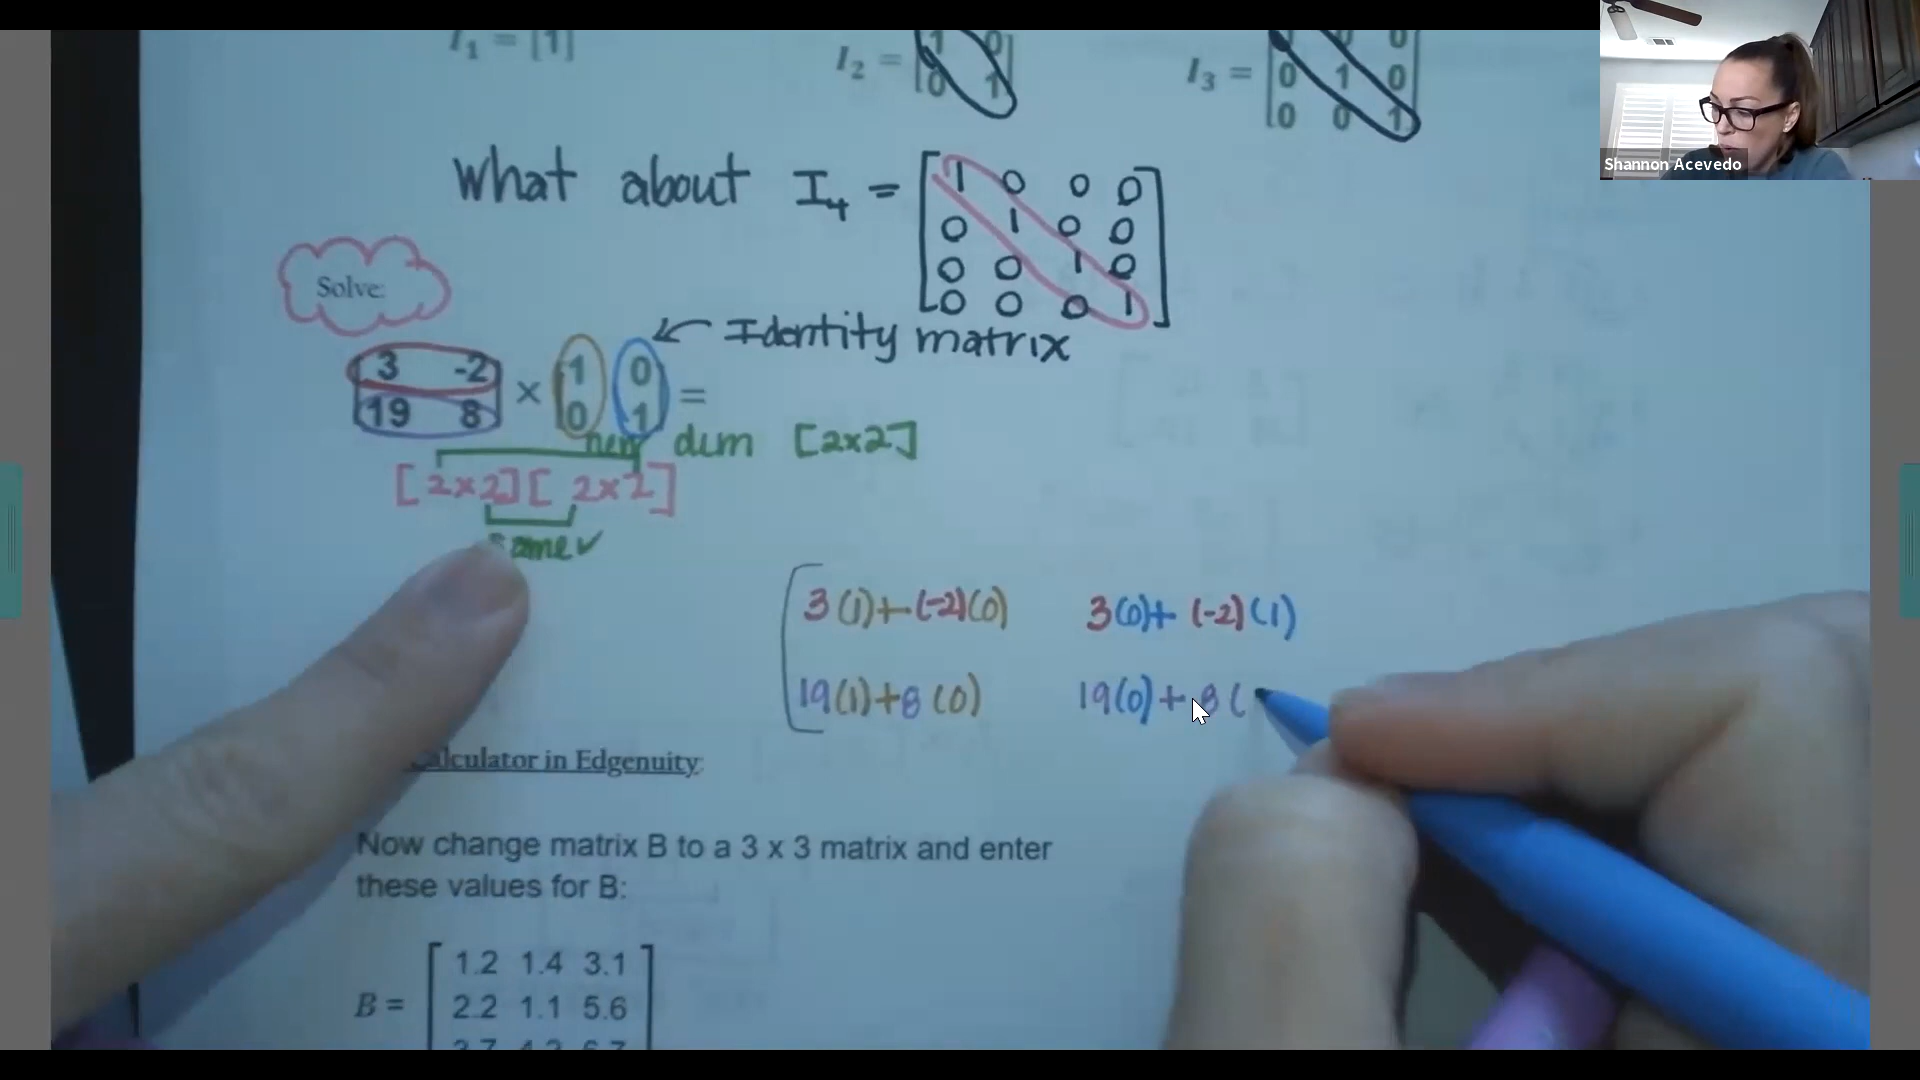 I₁ = [1]
I₂ = 1 0
0 1
I₃ = 0
0 1 0
0 0 1
Shannon Acevedo
What about I₄ = 1 0 0 0
0 1 0 0
0 0 1 0
0 0 0 1
Solve:
← Identity matrix
3 -2 × 1 0 =
19 8 0 1
new dim [2x2]
[2x2][2x2]
same ✓
3(1)+(-2)(0) 3(0)+(-2)(1)
19(1)+8(0) 19(0)+8(
in Edgenuity:
Now change matrix B to a 3 x 3 matrix and enter
these values for B:
B = 1.2 1.4 3.1
2.2 1.1 5.6